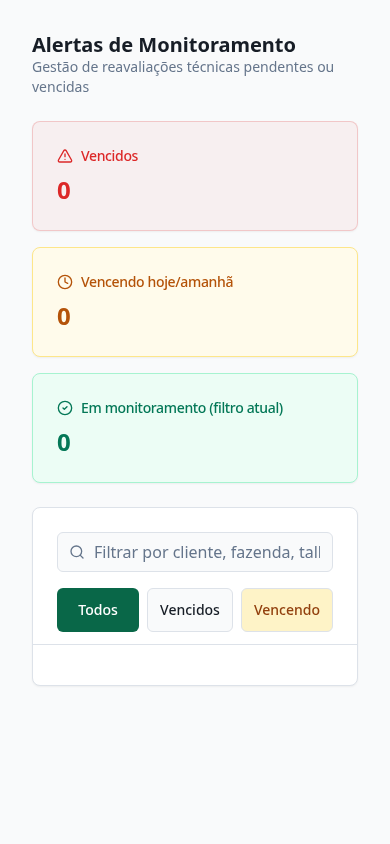 Alertas de Monitoramento
Gestão de reavaliações técnicas pendentes ou
vencidas
Vencidos
0
Vencendo hoje/amanhã
0
Em monitoramento (filtro atual)
0
Filtrar por cliente, fazenda, tall
Todos
Vencidos
Vencendo